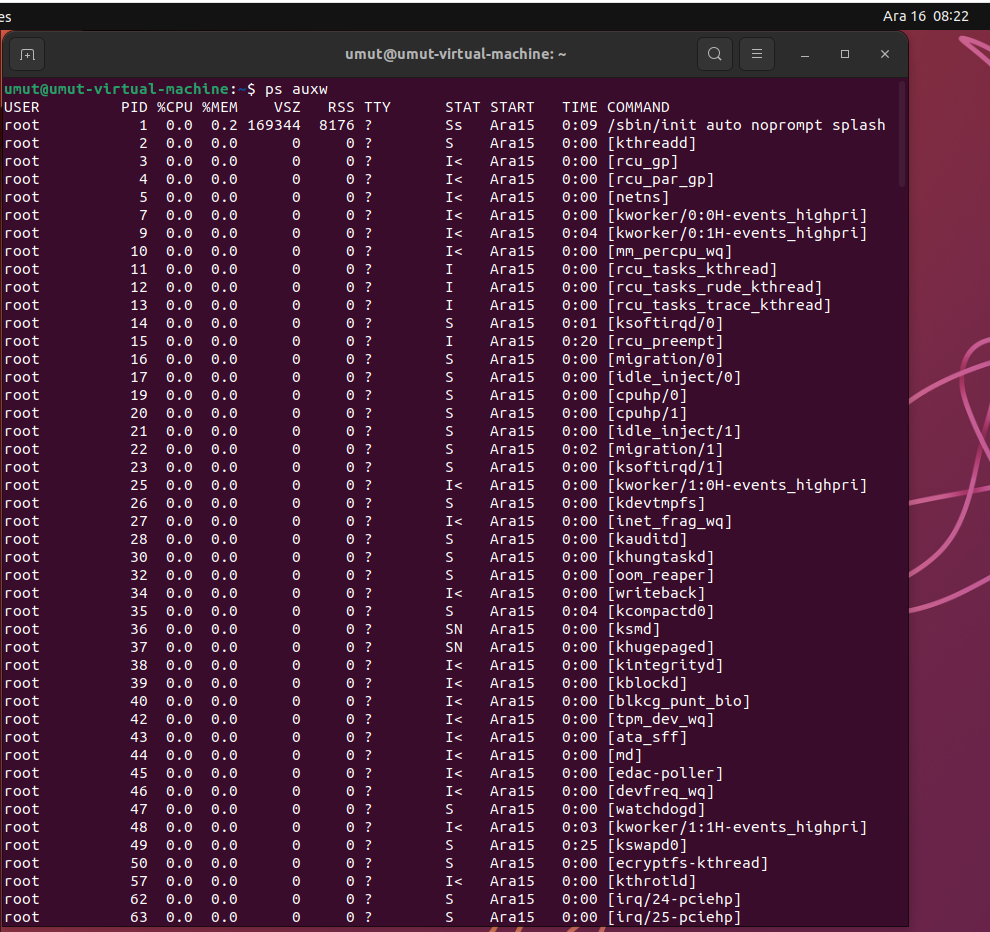 es
Ara 16 08:22
umut@umut-virtual-machine: ~
umut@umut-virtual-machine:~$ ps auxw
USER PID %CPU %MEM VSZ RSS TTY STAT START TIME COMMAND
root 1 0.0 0.2 169344 8176 ? Ss Ara15 0:09 /sbin/init auto noprompt splash
root 2 0.0 0.0 0 0 ? S Ara15 0:00 [kthreadd]
root 3 0.0 0.0 0 0 ? I< Ara15 0:00 [rcu_gp]
root 4 0.0 0.0 0 0 ? I< Ara15 0:00 [rcu_par_gp]
root 5 0.0 0.0 0 0 ? I< Ara15 0:00 [netns]
root 7 0.0 0.0 0 0 ? I< Ara15 0:00 [kworker/0:0H-events_highpri]
root 9 0.0 0.0 0 0 ? I< Ara15 0:04 [kworker/0:1H-events_highpri]
root 10 0.0 0.0 0 0 ? I< Ara15 0:00 [mm_percpu_wq]
root 11 0.0 0.0 0 0 ? I Ara15 0:00 [rcu_tasks_kthread]
root 12 0.0 0.0 0 0 ? I Ara15 0:00 [rcu_tasks_rude_kthread]
root 13 0.0 0.0 0 0 ? I Ara15 0:00 [rcu_tasks_trace_kthread]
root 14 0.0 0.0 0 0 ? S Ara15 0:01 [ksoftirqd/0]
root 15 0.0 0.0 0 0 ? I Ara15 0:20 [rcu_preempt]
root 16 0.0 0.0 0 0 ? S Ara15 0:00 [migration/0]
root 17 0.0 0.0 0 0 ? S Ara15 0:00 [idle_inject/0]
root 19 0.0 0.0 0 0 ? S Ara15 0:00 [cpuhp/0]
root 20 0.0 0.0 0 0 ? S Ara15 0:00 [cpuhp/1]
root 21 0.0 0.0 0 0 ? S Ara15 0:00 [idle_inject/1]
root 22 0.0 0.0 0 0 ? S Ara15 0:02 [migration/1]
root 23 0.0 0.0 0 0 ? S Ara15 0:00 [ksoftirqd/1]
root 25 0.0 0.0 0 0 ? I< Ara15 0:00 [kworker/1:0H-events_highpri]
root 26 0.0 0.0 0 0 ? S Ara15 0:00 [kdevtmpfs]
root 27 0.0 0.0 0 0 ? I< Ara15 0:00 [inet_frag_wq]
root 28 0.0 0.0 0 0 ? S Ara15 0:00 [kauditd]
root 30 0.0 0.0 0 0 ? S Ara15 0:00 [khungtaskd]
root 32 0.0 0.0 0 0 ? S Ara15 0:00 [oom_reaper]
root 34 0.0 0.0 0 0 ? I< Ara15 0:00 [writeback]
root 35 0.0 0.0 0 0 ? S Ara15 0:04 [kcompactd0]
root 36 0.0 0.0 0 0 ? SN Ara15 0:00 [ksmd]
root 37 0.0 0.0 0 0 ? SN Ara15 0:00 [khugepaged]
root 38 0.0 0.0 0 0 ? I< Ara15 0:00 [kintegrityd]
root 39 0.0 0.0 0 0 ? I< Ara15 0:00 [kblockd]
root 40 0.0 0.0 0 0 ? I< Ara15 0:00 [blkcg_punt_bio]
root 42 0.0 0.0 0 0 ? I< Ara15 0:00 [tpm_dev_wq]
root 43 0.0 0.0 0 0 ? I< Ara15 0:00 [ata_sff]
root 44 0.0 0.0 0 0 ? I< Ara15 0:00 [md]
root 45 0.0 0.0 0 0 ? I< Ara15 0:00 [edac-poller]
root 46 0.0 0.0 0 0 ? I< Ara15 0:00 [devfreq_wq]
root 47 0.0 0.0 0 0 ? S Ara15 0:00 [watchdogd]
root 48 0.0 0.0 0 0 ? I< Ara15 0:03 [kworker/1:1H-events_highpri]
root 49 0.0 0.0 0 0 ? S Ara15 0:25 [kswapd0]
root 50 0.0 0.0 0 0 ? S Ara15 0:00 [ecryptfs-kthread]
root 57 0.0 0.0 0 0 ? I< Ara15 0:00 [kthrotld]
root 62 0.0 0.0 0 0 ? S Ara15 0:00 [irq/24-pciehp]
root 63 0.0 0.0 0 0 ? S Ara15 0:00 [irq/25-pciehp]